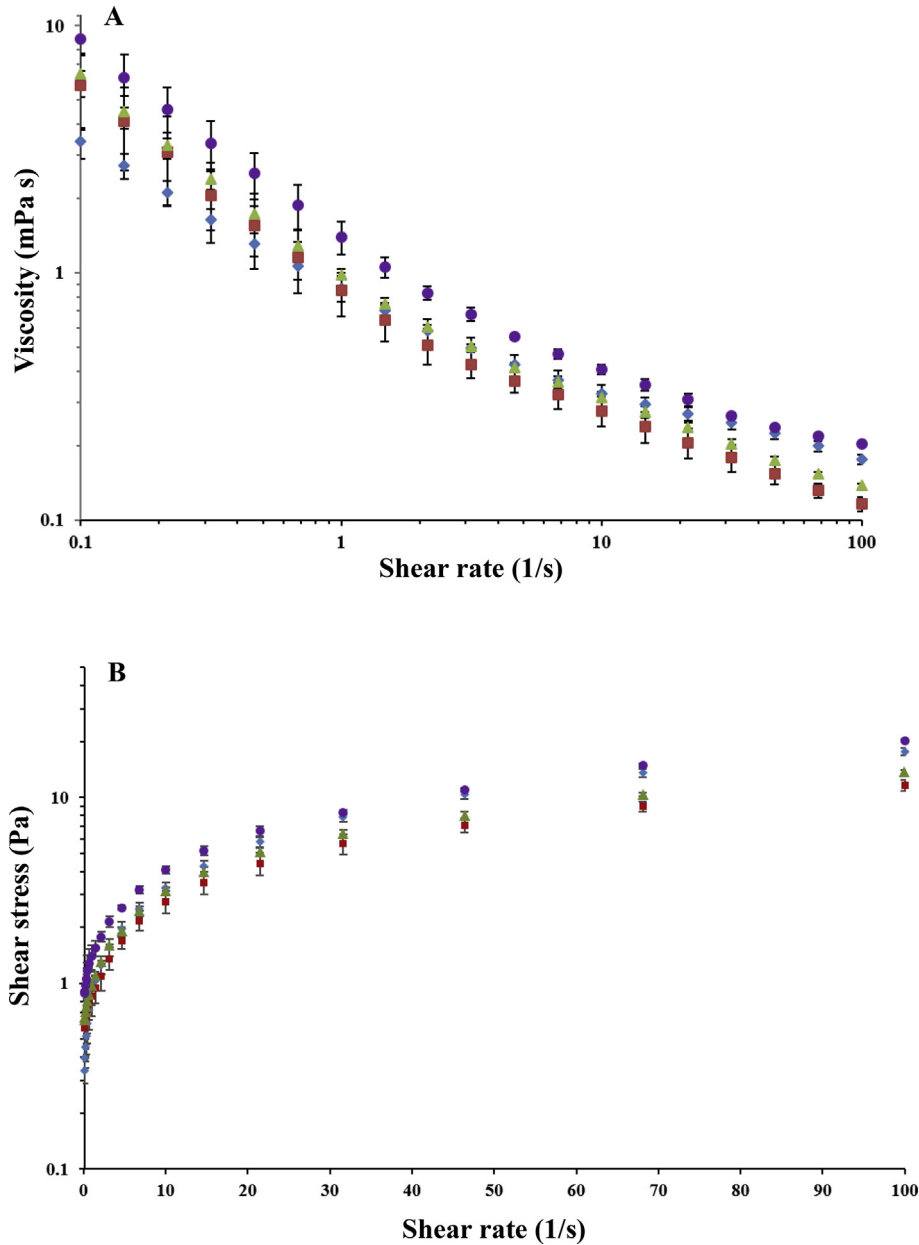 A
10
1
0.1
Viscosity (mPa s)
0.1 1 10 100
Shear rate (1/s)
B
10
1
0.1
Shear stress (Pa)
0 10 20 30 40 50 60 70 80 90 100
Shear rate (1/s)